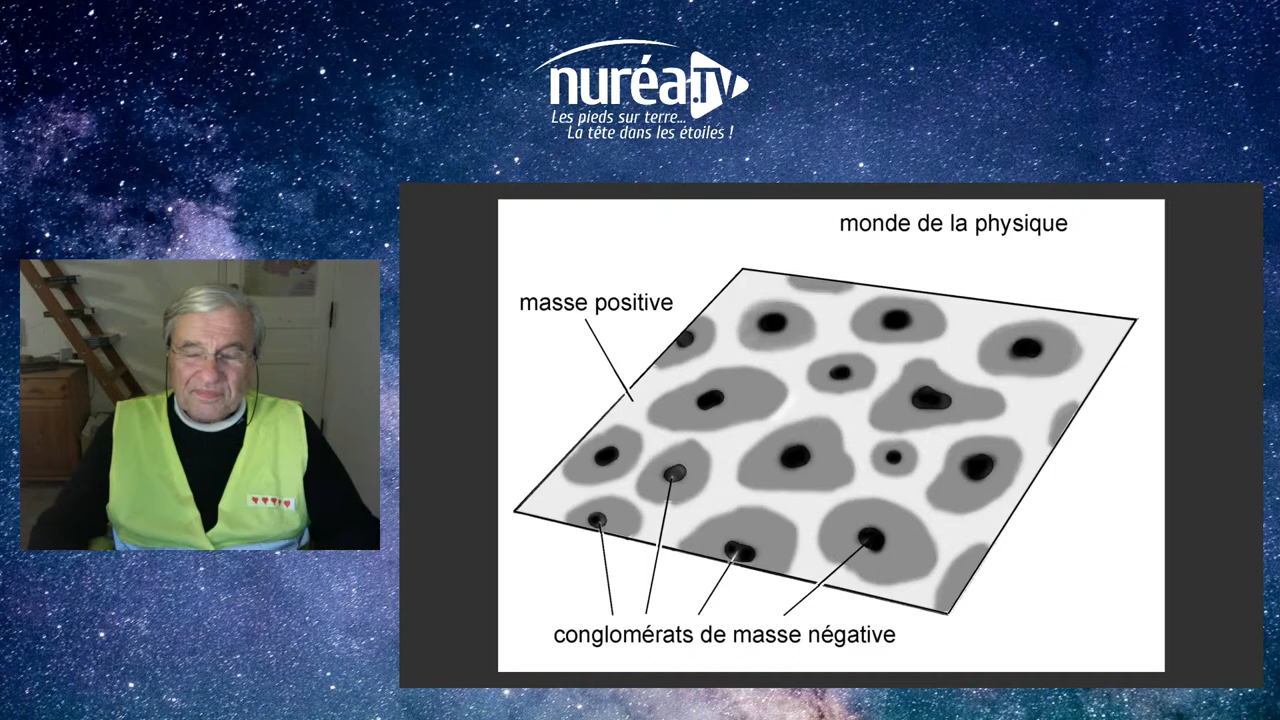 nuréa.TV
Les pieds sur terre...
La tête dans les étoiles !
monde de la physique
masse positive
conglomérats de masse négative